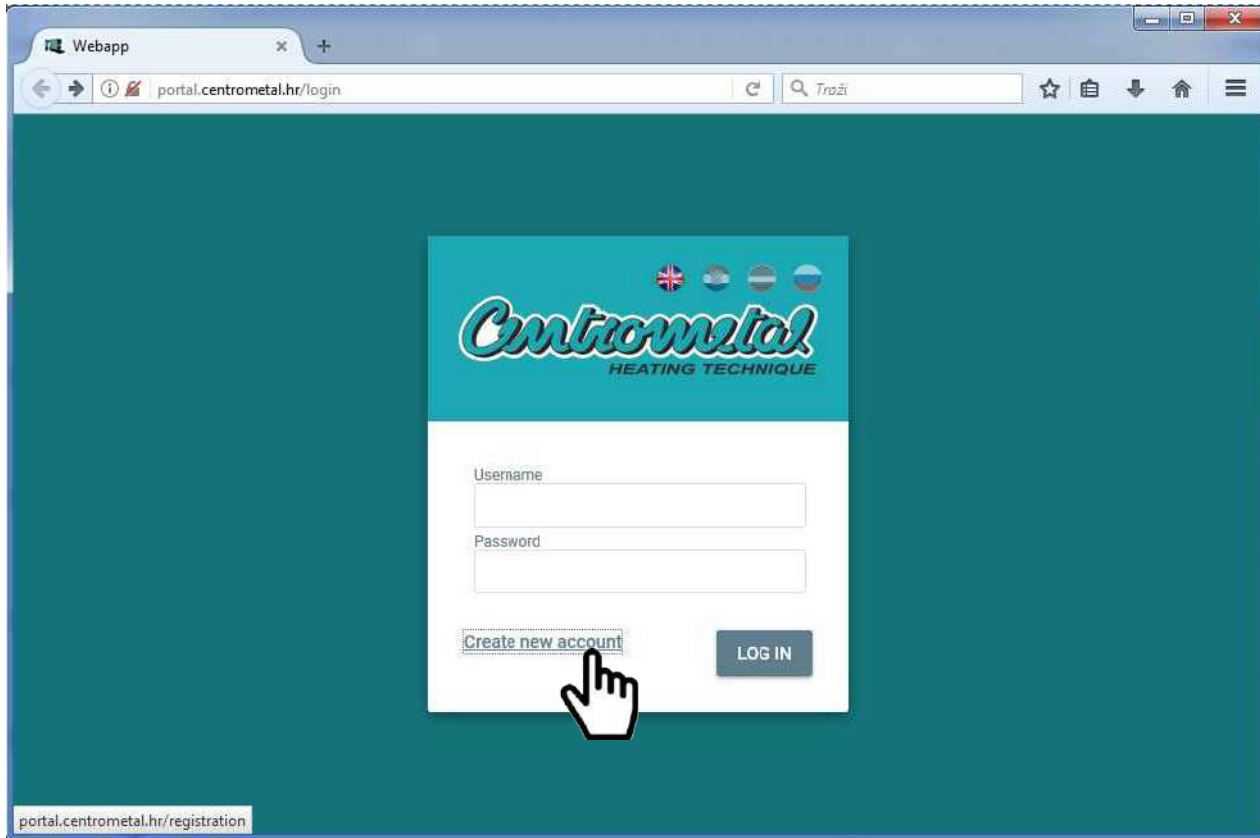 Webapp
portal.centrometal.hr/login
Traži
Centrometal
HEATING TECHNIQUE
Username
Password
Create new account
LOG IN
portal.centrometal.hr/registration